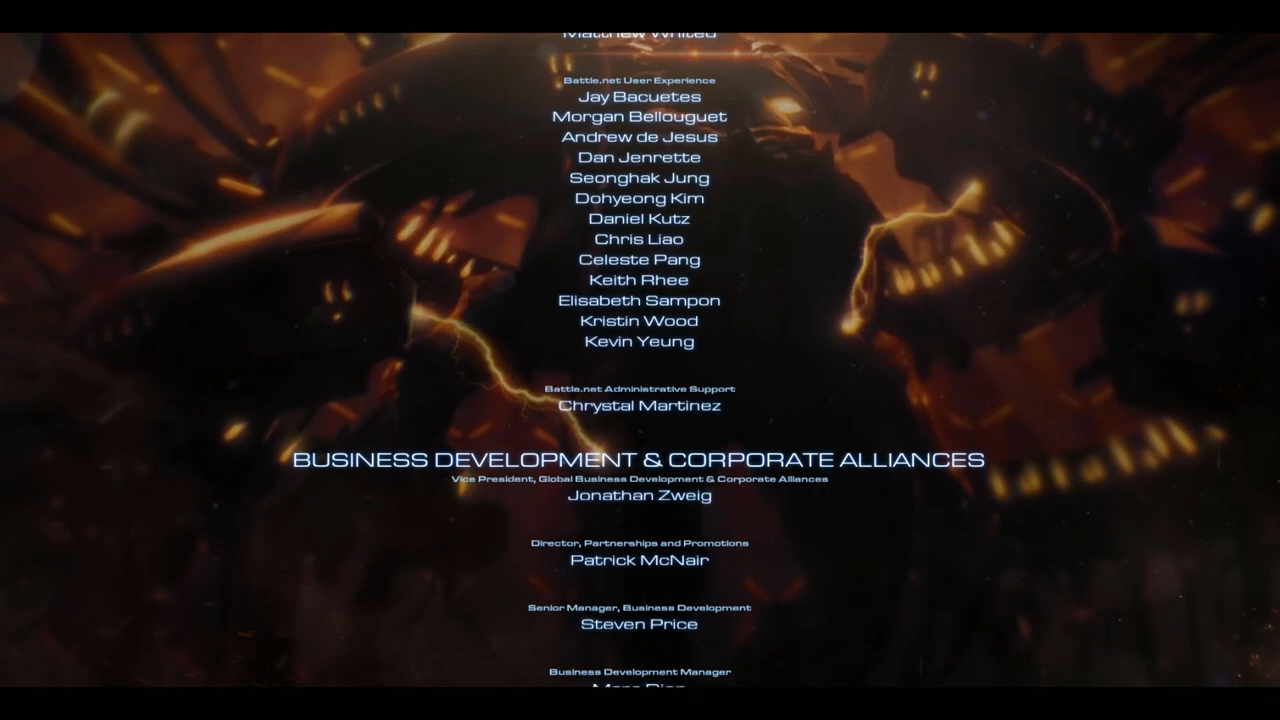 Matthew Whited
Battle.net User Experience
Jay Bacuetes
Morgan Bellouguet
Andrew de Jesus
Dan Jenrette
Seonghak Jung
Dohyeong Kim
Daniel Kutz
Chris Liao
Celeste Pang
Keith Rhee
Elisabeth Sampon
Kristin Wood
Kevin Yeung
Battle.net Administrative Support
Chrystal Martinez
BUSINESS DEVELOPMENT & CORPORATE ALLIANCES
Vice President, Global Business Development & Corporate Alliances
Jonathan Zweig
Director, Partnerships and Promotions
Patrick McNair
Senior Manager, Business Development
Steven Price
Business Development Manager